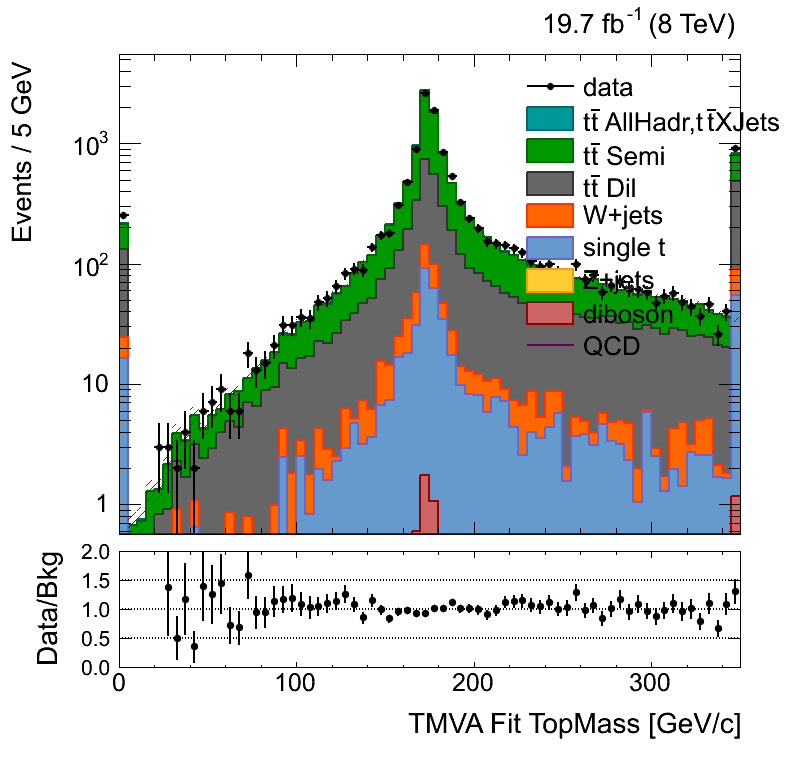 19.7 fb⁻¹ (8 TeV)
Events / 5 GeV
10³
10²
10
1
data
tt̄ AllHadr,tt̄XJets
tt̄ Semi
tt̄ Dil
W+jets
single t
Z+jets
diboson
QCD
Data/Bkg
2.0
1.5
1.0
0.5
0.0
0 100 200 300
TMVA Fit TopMass [GeV/c]